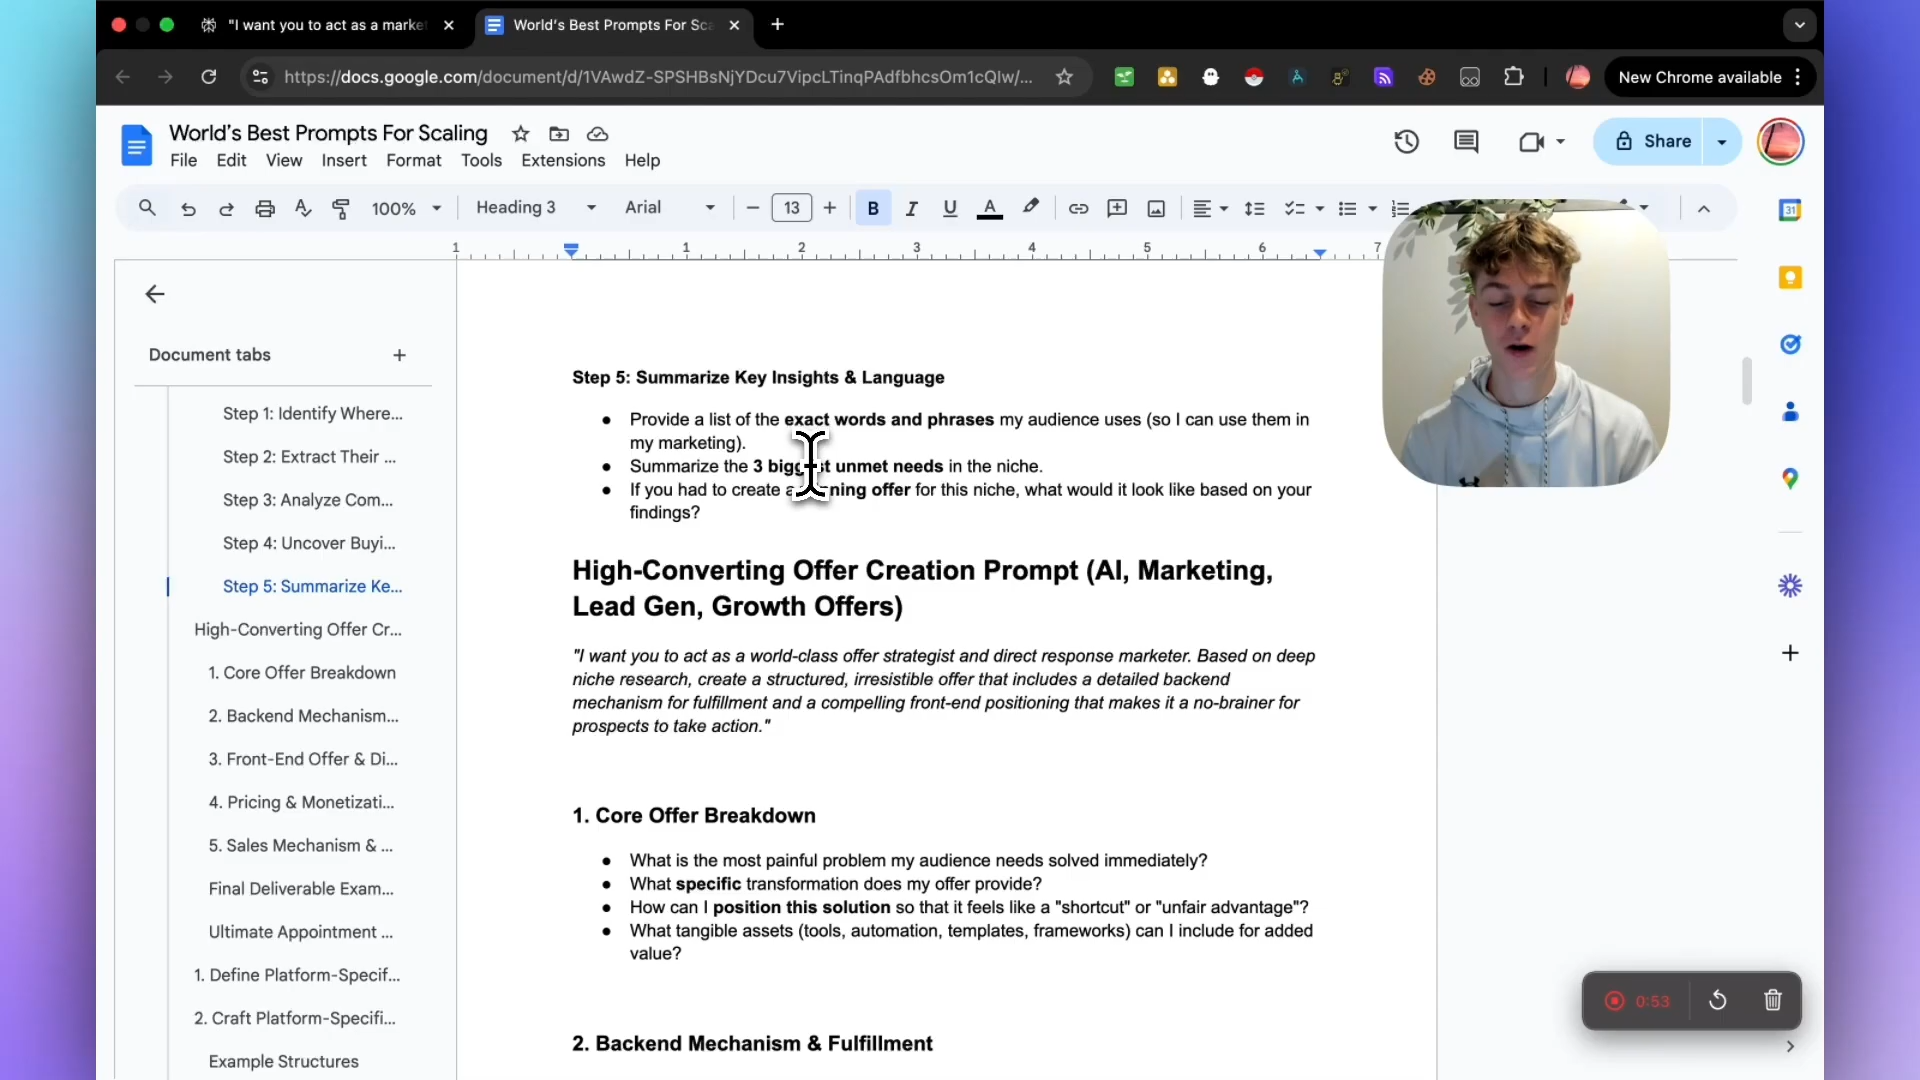 "I want you to act as a marke
World's Best Prompts For Sca
https://docs.google.com/document/d/1VAwdZ-SPSHBsNjYDcu7VipcLTinqPAdfbhcsOm1cQIw/...
New Chrome available
World's Best Prompts For Scaling
File Edit View Insert Format Tools Extensions Help
Share
100% Heading 3 Arial 13 B I U A
1 1 2 3 4 5 6 7
31
Document tabs
Step 1: Identify Where...
Step 2: Extract Their ...
Step 3: Analyze Com...
Step 4: Uncover Buyi...
Step 5: Summarize Ke...
High-Converting Offer Cr...
1. Core Offer Breakdown
2. Backend Mechanism...
3. Front-End Offer & Di...
4. Pricing & Monetizati...
5. Sales Mechanism & ...
Final Deliverable Exam...
Ultimate Appointment ...
1. Define Platform-Specif...
2. Craft Platform-Specifi...
Example Structures
Step 5: Summarize Key Insights & Language
● Provide a list of the exact words and phrases my audience uses (so I can use them in
my marketing).
● Summarize the 3 biggest unmet needs in the niche.
● If you had to create a offer for this niche, what would it look like based on your
findings?
High-Converting Offer Creation Prompt (AI, Marketing,
Lead Gen, Growth Offers)
"I want you to act as a world-class offer strategist and direct response marketer. Based on deep
niche research, create a structured, irresistible offer that includes a detailed backend
mechanism for fulfillment and a compelling front-end positioning that makes it a no-brainer for
prospects to take action."
1. Core Offer Breakdown
● What is the most painful problem my audience needs solved immediately?
● What specific transformation does my offer provide?
● How can I position this solution so that it feels like a "shortcut" or "unfair advantage"?
● What tangible assets (tools, automation, templates, frameworks) can I include for added
value?
2. Backend Mechanism & Fulfillment
0:53